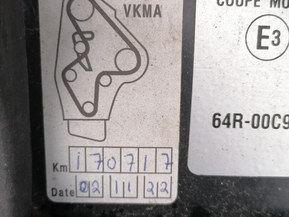 COUPE MO
VKMA
E3
64R-00C9
Km 170717
Date 02 11 22